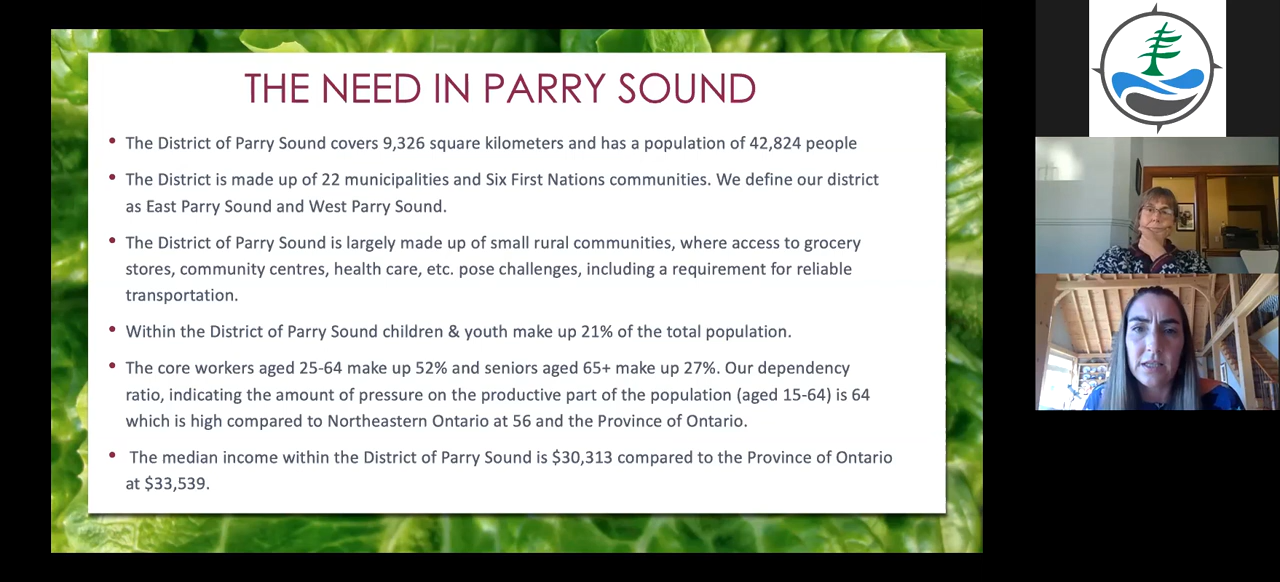 THE NEED IN PARRY SOUND
• The District of Parry Sound covers 9,326 square kilometers and has a population of 42,824 people
• The District is made up of 22 municipalities and Six First Nations communities. We define our district
as East Parry Sound and West Parry Sound.
• The District of Parry Sound is largely made up of small rural communities, where access to grocery
stores, community centres, health care, etc. pose challenges, including a requirement for reliable
transportation.
• Within the District of Parry Sound children & youth make up 21% of the total population.
• The core workers aged 25-64 make up 52% and seniors aged 65+ make up 27%. Our dependency
ratio, indicating the amount of pressure on the productive part of the population (aged 15-64) is 64
which is high compared to Northeastern Ontario at 56 and the Province of Ontario.
• The median income within the District of Parry Sound is $30,313 compared to the Province of Ontario
at $33,539.